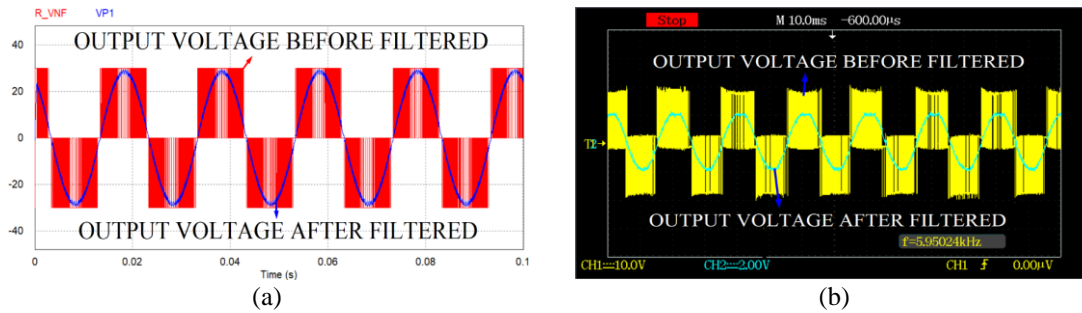 R_VNF VP1
40
20
0
-20
-40
OUTPUT VOLTAGE BEFORE FILTERED
OUTPUT VOLTAGE AFTER FILTERED
0 0.02 0.04 0.06 0.08 0.1
Time (s)
(a)
Stop M 10.0ms -600.00μs
OUTPUT VOLTAGE BEFORE FILTERED
OUTPUT VOLTAGE AFTER FILTERED
f=5.95024kHz
CH1 10.0V CH2 2.00V CH1 0.00μV
(b)